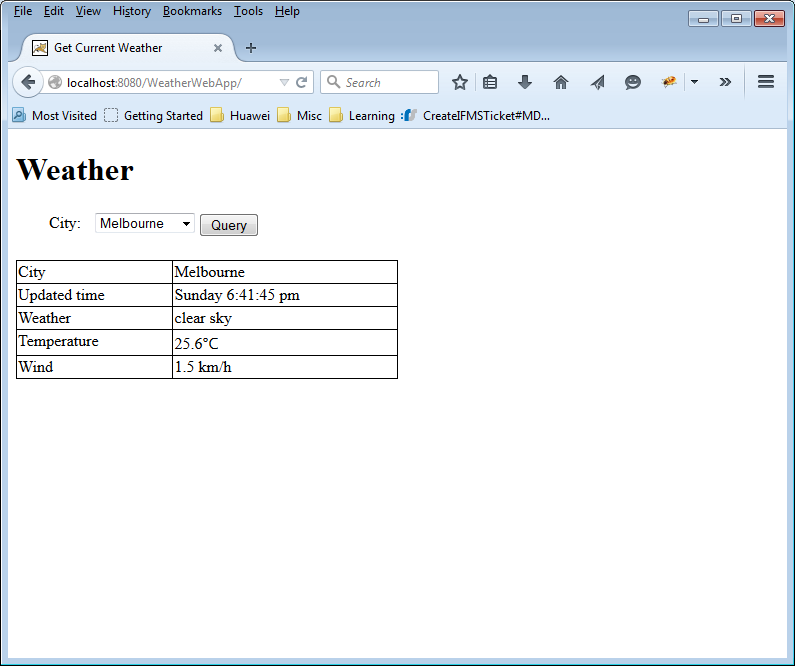 File Edit View History Bookmarks Tools Help
Get Current Weather
localhost:8080/WeatherWebApp/ Search
Most Visited Getting Started Huawei Misc Learning CreateIFMSTicket#MD...
Weather
City: Melbourne Query
City Melbourne
Updated time Sunday 6:41:45 pm
Weather clear sky
Temperature 25.6°C
Wind 1.5 km/h